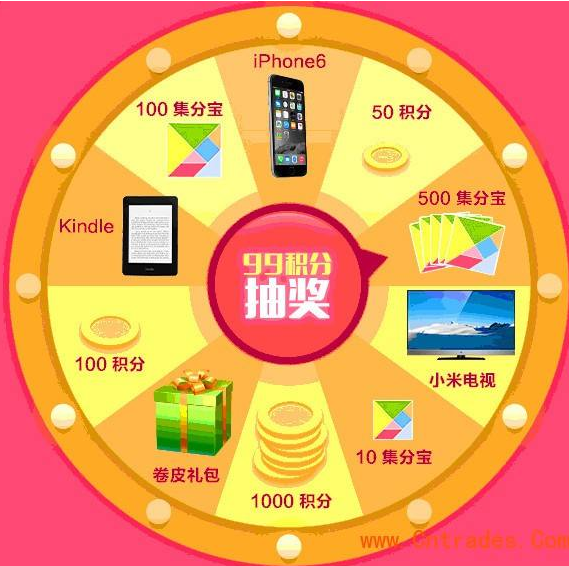 iPhone6
100 集分宝
50 积分
500 集分宝
Kindle
99积分
抽奖
100 积分
小米电视
10 集分宝
卷皮礼包
1000 积分
www.Cntrades.Com